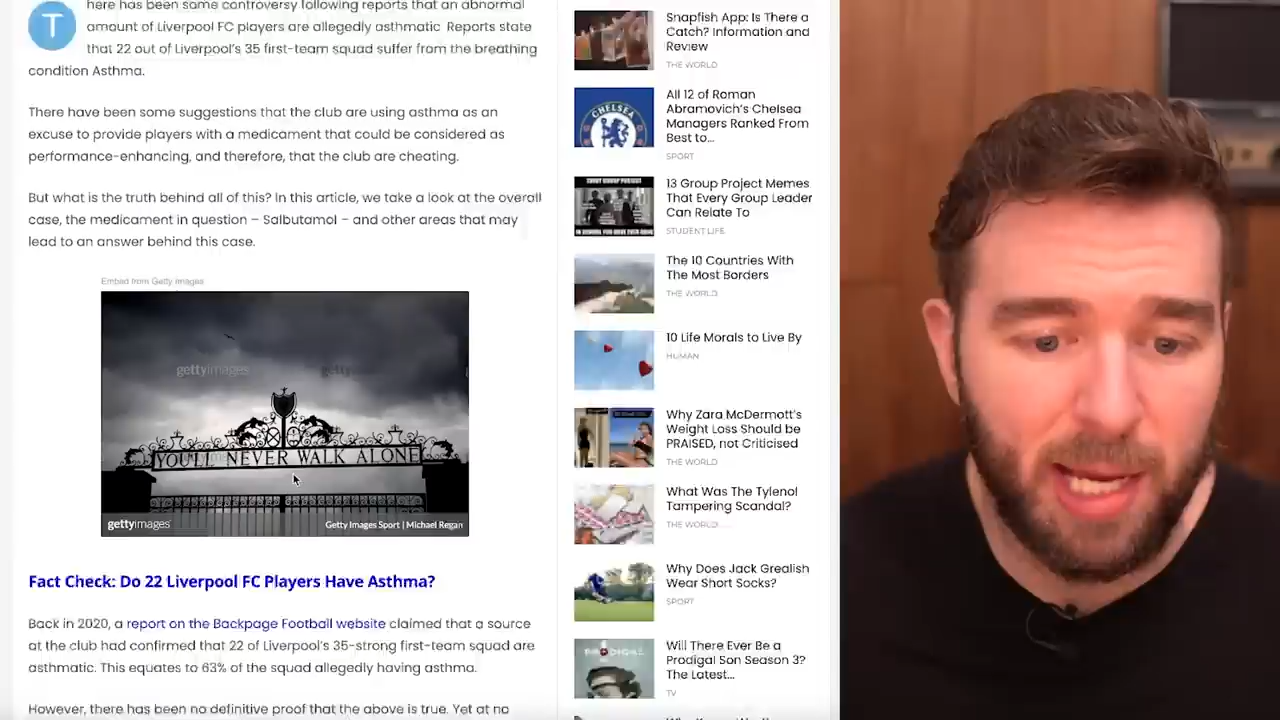 here has been some controversy following reports that an abnormal
T
amount of Liverpool FC players are allegedly asthmatic. Reports state
that 22 out of Liverpool's 35 first-team squad suffer from the breathing
condition Asthma.
There have been some suggestions that the club are using asthma as an
excuse to provide players with a medicament that could be considered as
performance-enhancing, and therefore, that the club are cheating.
But what is the truth behind all of this? In this article, we take a look at the overall
case, the medicament in question – Salbutamol – and other areas that may
lead to an answer behind this case.
Embed from Getty Images
gettyimages
YOU'LL NEVER WALK ALONE
gettyimages
Getty Images Sport | Michael Regan
Fact Check: Do 22 Liverpool FC Players Have Asthma?
Back in 2020, a report on the Backpage Football website claimed that a source
at the club had confirmed that 22 of Liverpool's 35-strong first-team squad are
asthmatic. This equates to 63% of the squad allegedly having asthma.
However, there has been no definitive proof that the above is true. Yet at no
Snapfish App: Is There a
Catch? Information and
Review
THE WORLD
CHELSEA
All 12 of Roman
Abramovich's Chelsea
Managers Ranked From
Best to...
SPORT
13 Group Project Memes
That Every Group Leader
Can Relate To
STUDENT LIFE
The 10 Countries With
The Most Borders
THE WORLD
10 Life Morals to Live By
HUMAN
Why Zara McDermott's
Weight Loss Should be
PRAISED, not Criticised
THE WORLD
What Was The Tylenol
Tampering Scandal?
THE WORLD
Why Does Jack Grealish
Wear Short Socks?
SPORT
Will There Ever Be a
Prodigal Son Season 3?
The Latest...
TV